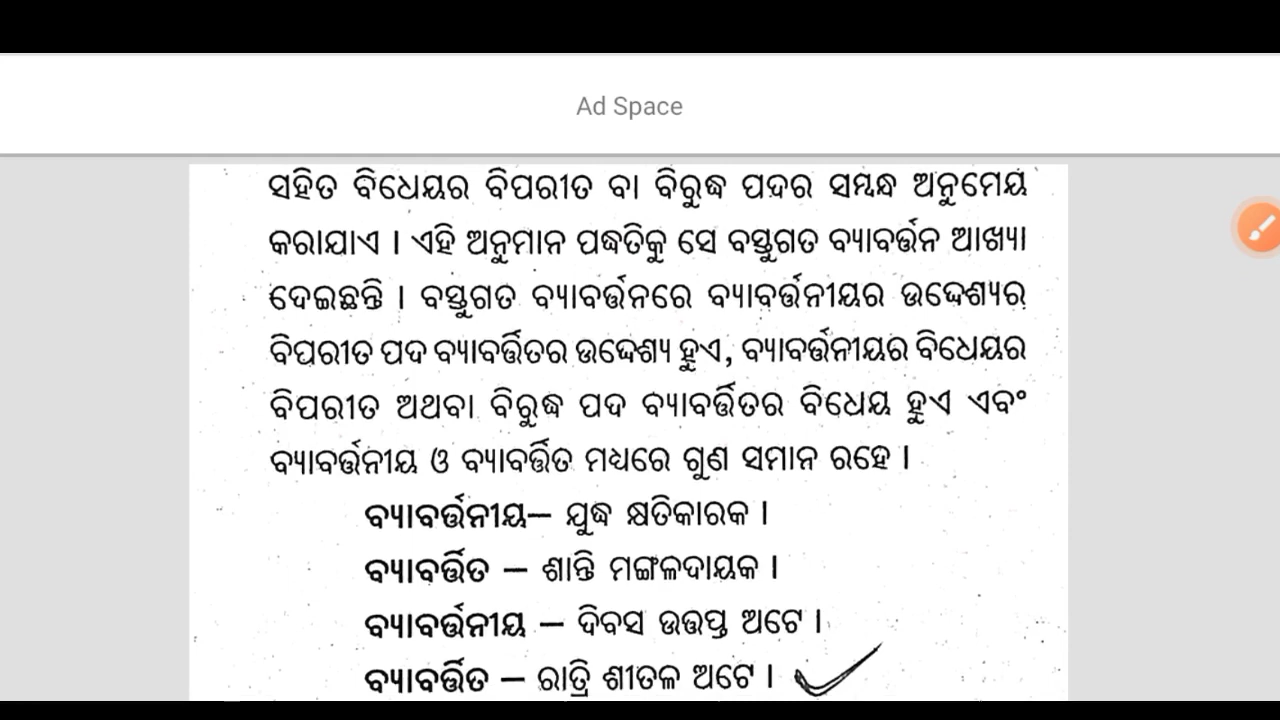 Ad Space
ସହିତ ବିଧେୟର ବିପରୀତ ବା ବିରୁଦ୍ଧ ପଦର ସମ୍ବନ୍ଧ ଅନୁମେୟ
କରାଯାଏ । ଏହି ଅନୁମାନ ପଦ୍ଧତିକୁ ସେ ବସ୍ତୁଗତ ବ୍ୟାବର୍ତ୍ତନ ଆଖ୍ୟା
ଦେଇଛନ୍ତି । ବସ୍ତୁଗତ ବ୍ୟାବର୍ତ୍ତନରେ ବ୍ୟାବର୍ତ୍ତନୀୟର ଉଦ୍ଦେଶ୍ୟର
ବିପରୀତ ପଦ ବ୍ୟାବର୍ତ୍ତିତର ଉଦ୍ଦେଶ୍ୟ ହୁଏ, ବ୍ୟାବର୍ତ୍ତନୀୟର ବିଧେୟର
ବିପରୀତ ଅଥବା ବିରୁଦ୍ଧ ପଦ ବ୍ୟାବର୍ତ୍ତିତର ବିଧେୟ ହୁଏ ଏବଂ
ବ୍ୟାବର୍ତ୍ତନୀୟ ଓ ବ୍ୟାବର୍ତ୍ତିତ ମଧ୍ୟରେ ଗୁଣ ସମାନ ରହେ ।
ବ୍ୟାବର୍ତ୍ତନୀୟ– ଯୁଦ୍ଧ କ୍ଷତିକାରକ ।
ବ୍ୟାବର୍ତ୍ତିତ – ଶାନ୍ତି ମଙ୍ଗଳଦାୟକ ।
ବ୍ୟାବର୍ତ୍ତନୀୟ – ଦିବସ ଉତ୍ତପ୍ତ ଅଟେ ।
ବ୍ୟାବର୍ତ୍ତିତ – ରାତ୍ରି ଶୀତଳ ଅଟେ ।